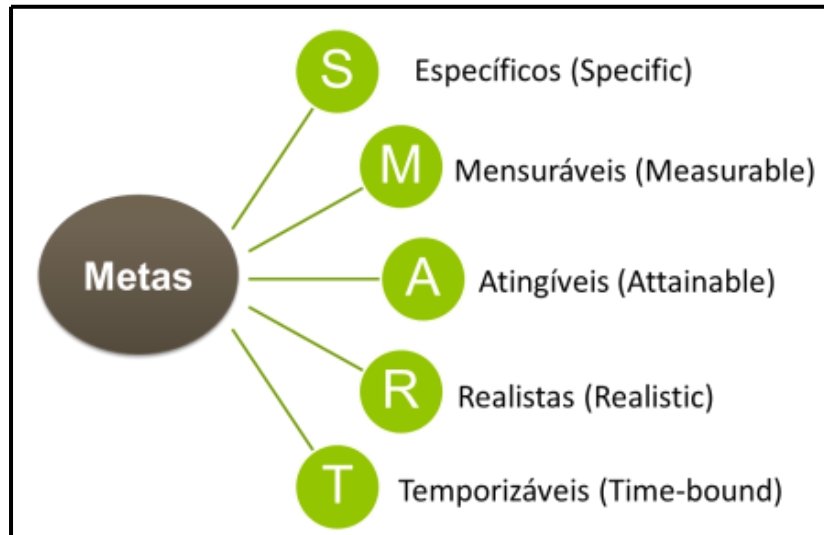 S Específicos (Specific)
M Mensuráveis (Measurable)
Metas
A Atingíveis (Attainable)
R Realistas (Realistic)
T Temporizáveis (Time-bound)